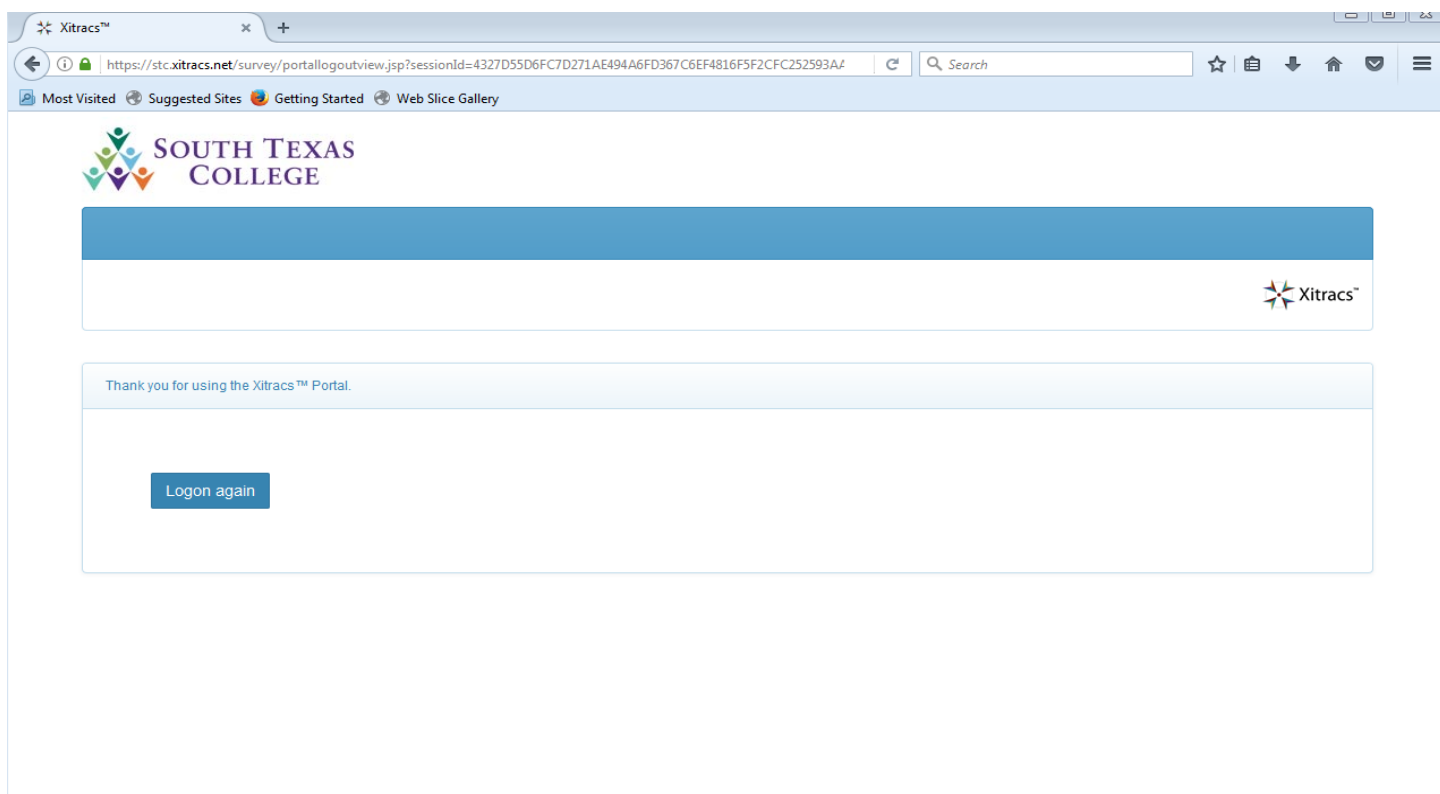 Xitracs™
https://stc.xitracs.net/survey/portallogoutview.jsp?sessionId=4327D55D6FC7D271AE494A6FD367C6EF4816F5F2CFC252593A
Search
Most Visited Suggested Sites Getting Started Web Slice Gallery
SOUTH TEXAS
COLLEGE
Xitracs™
Thank you for using the Xitracs™ Portal.
Logon again